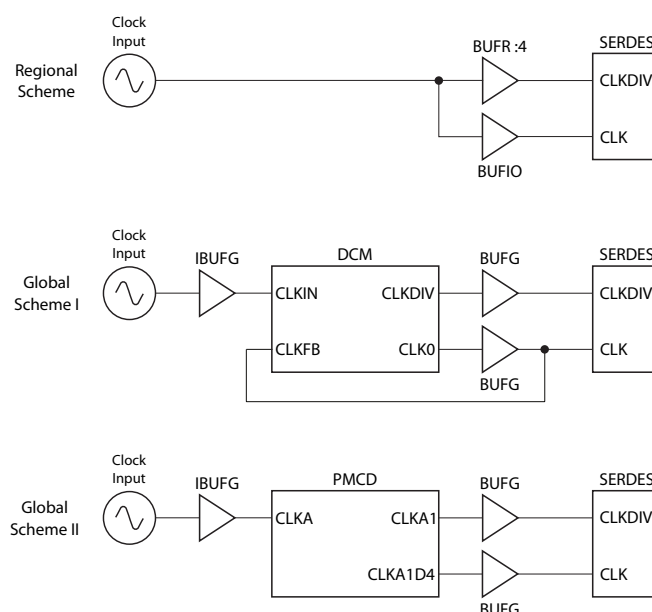 Clock
Input
Regional
Scheme
BUFR :4
BUFIO
SERDES
CLKDIV
CLK
Clock
Input
Global
Scheme I
IBUFG
DCM
CLKIN
CLKDIV
CLKFB
CLK0
BUFG
BUFG
SERDES
CLKDIV
CLK
Clock
Input
Global
Scheme II
IBUFG
PMCD
CLKA
CLKA1
CLKA1D4
BUFG
BUFG
SERDES
CLKDIV
CLK